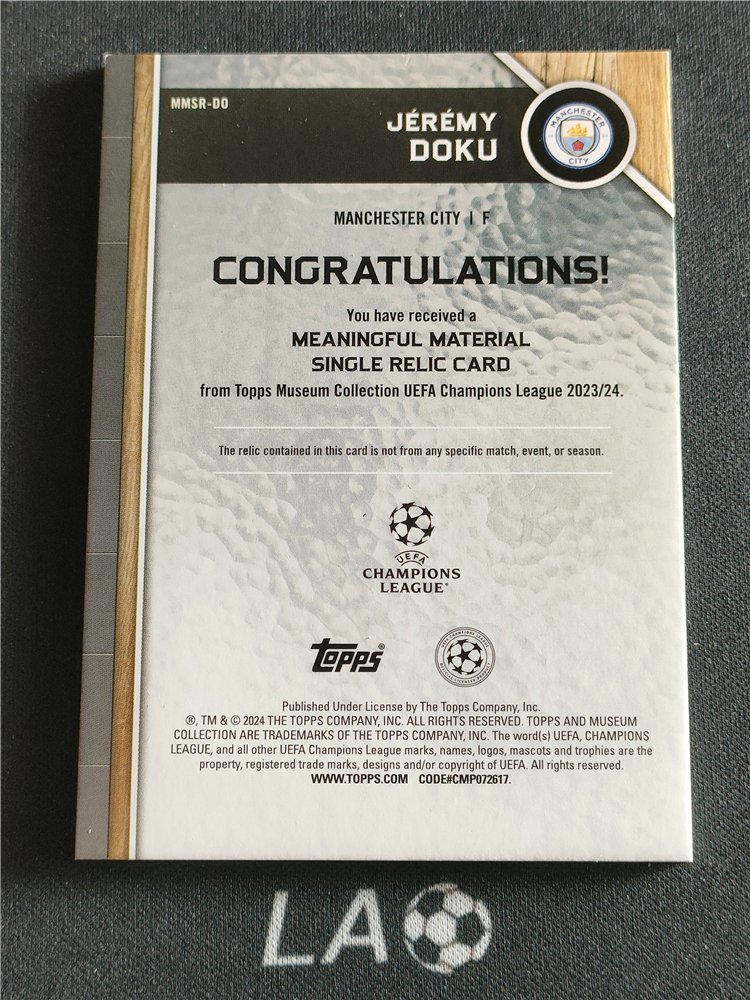 MMSR-DO
JÉRÉMY
DOKU
MANCHESTER
CITY
MANCHESTER CITY | F
CONGRATULATIONS!
You have received a
MEANINGFUL MATERIAL
SINGLE RELIC CARD
from Topps Museum Collection UEFA Champions League 2023/24.
The relic contained in this card is not from any specific match, event, or season.
UEFA
CHAMPIONS
LEAGUE®
Topps®
Published Under License by The Topps Company, Inc.
®, TM & © 2024 THE TOPPS COMPANY, INC. ALL RIGHTS RESERVED. TOPPS AND MUSEUM
COLLECTION ARE TRADEMARKS OF THE TOPPS COMPANY, INC. The word(s) UEFA, CHAMPIONS
LEAGUE, and all other UEFA Champions League marks, names, logos, mascots and trophies are the
property, registered trade marks, designs and/or copyright of UEFA. All rights reserved.
WWW.TOPPS.COM CODE#CMP072617.
LA